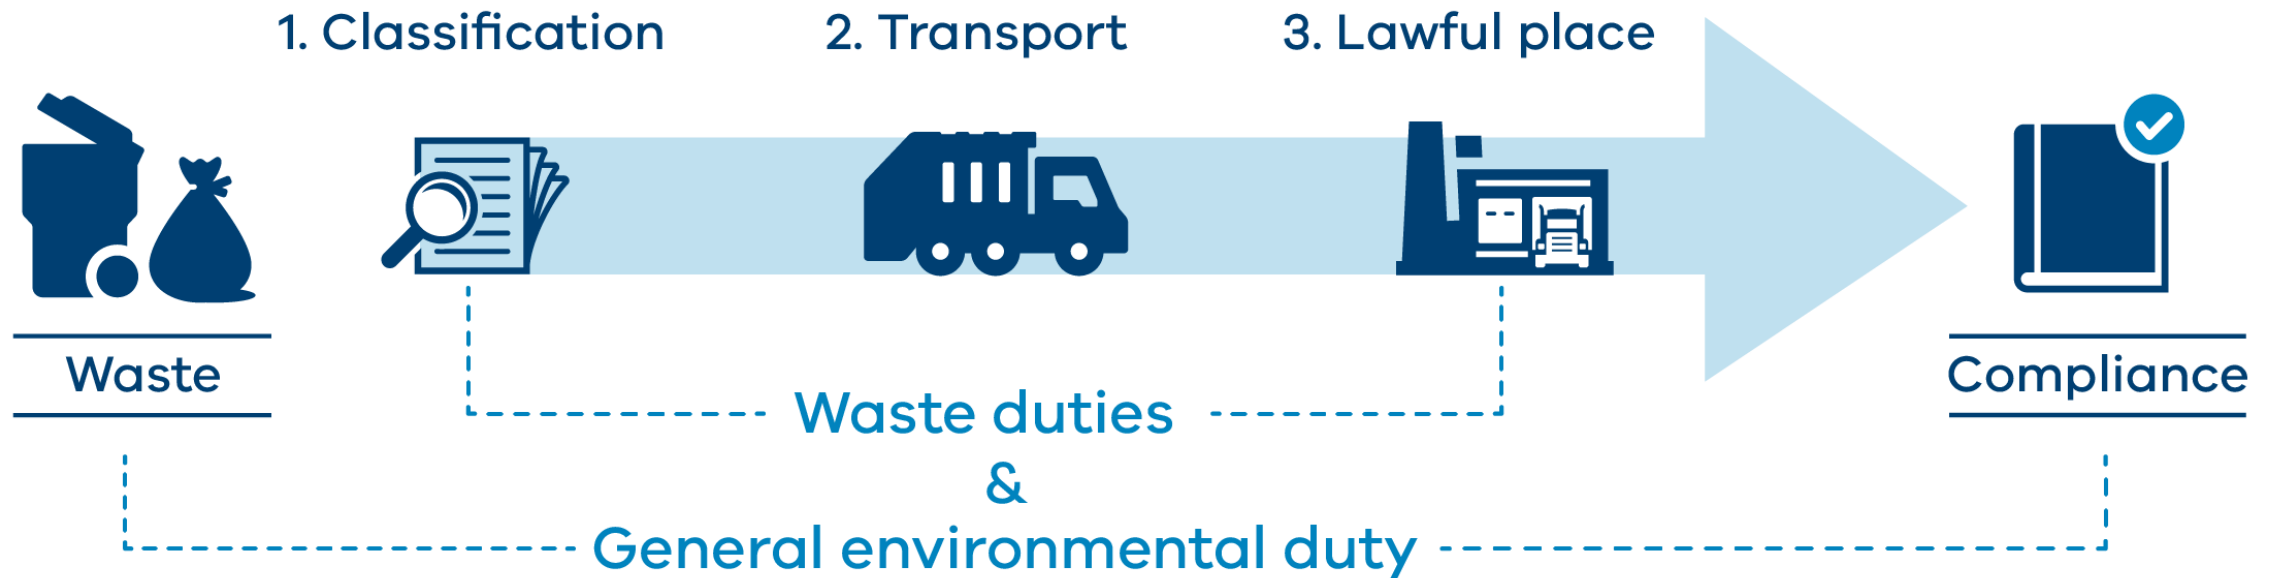 1. Classification
2. Transport
3. Lawful place
Waste
Compliance
Waste duties
&
General environmental duty